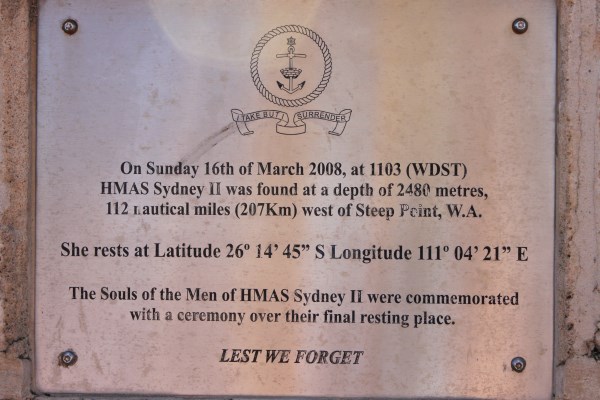 I TAKE BUT SURRENDER
On Sunday 16th of March 2008, at 1103 (WDST)
HMAS Sydney II was found at a depth of 2480 metres,
112 nautical miles (207Km) west of Steep Point, W.A.
She rests at Latitude 26º 14’ 45” S Longitude 111º 04’ 21” E
The Souls of the Men of HMAS Sydney II were commemorated
with a ceremony over their final resting place.
LEST WE FORGET